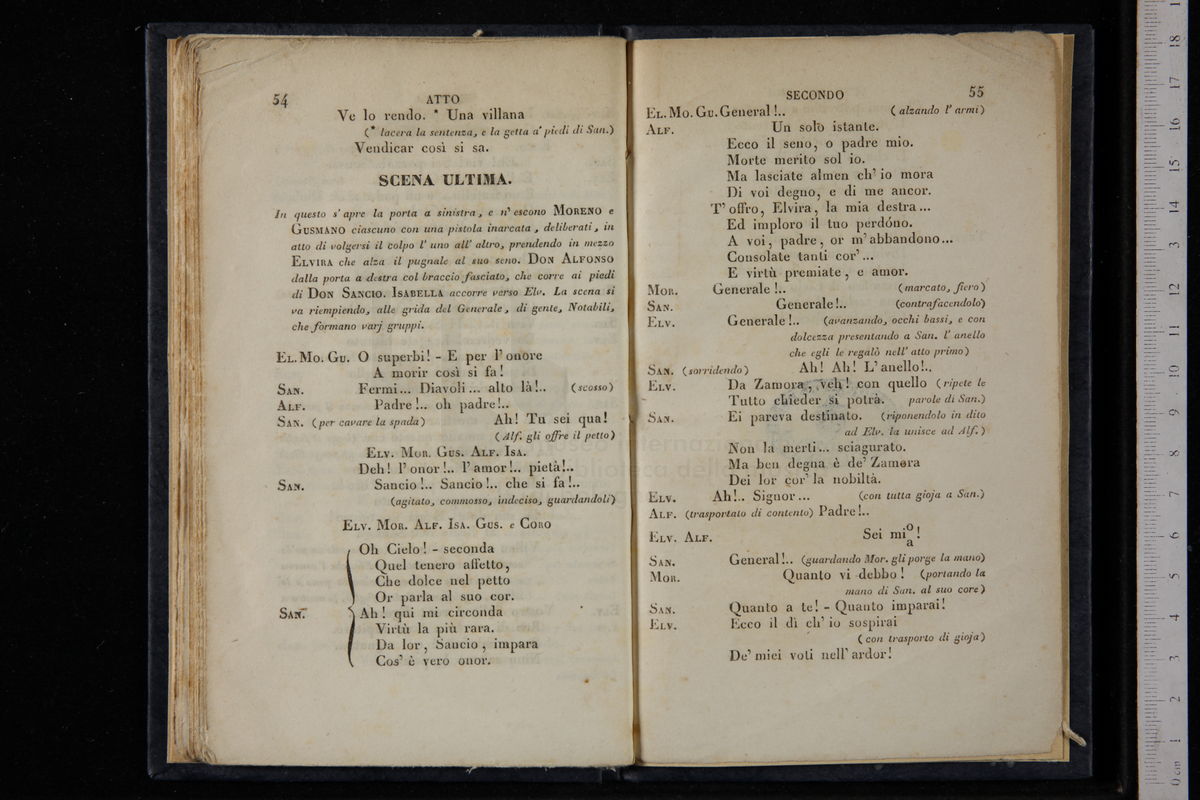 54
ATTO
Ve lo rendo. * Una villana
(* lacera la sentenza, e la getta a' piedi di San.)
Vendicar così si sa.
SCENA ULTIMA.
In questo s' apre la porta a sinistra, e n' escono MORENO e
GUSMANO ciascuno con una pistola inarcata, deliberati, in
atto di volgersi il colpo l' uno all' altro, prendendo in mezzo
ELVIRA che alza il pugnale al suo seno. DON ALFONSO
dalla porta a destra col braccio fasciato, che corre ai piedi
di DON SANCIO. ISABELLA accorre verso Elv. La scena si
va riempiendo, alle grida del Generale, di gente, Notabili,
che formano varj gruppi.
EL. MO. GU. O superbi! - E per l' onore
A morir così si fa!
SAN. Fermi... Diavoli... alto là!.. (scosso)
ALF. Padre!.. oh padre!..
SAN. (per cavare la spada) Ah! Tu sei qua!
(Alf. gli offre il petto)
ELV. MOR. GUS. ALF. ISA.
Deh! l' onor!.. l' amor!.. pietà!..
SAN. Sancio!.. Sancio!.. che si fa!..
(agitato, commosso, indeciso, guardandoli)
ELV. MOR. ALF. ISA. GUS. e CORO
Oh Cielo! - seconda
Quel tenero affetto,
Che dolce nel petto
Or parla al suo cor.
SAN. Ah! qui mi circonda
Virtù la più rara.
Da lor, Sancio, impara
Cos' è vero onor.
SECONDO
55
EL. MO. GU. General!.. (alzando l' armi)
ALF. Un solo istante.
Ecco il seno, o padre mio.
Morte merito sol io.
Ma lasciate almen ch' io mora
Di voi degno, e di me ancor.
T' offro, Elvira, la mia destra...
Ed imploro il tuo perdóno.
A voi, padre, or m' abbandono...
Consolate tanti cor'...
E virtù premiate, e amor.
MOR. Generale!.. (marcato, fiero)
SAN. Generale!.. (contrafacendolo)
ELV. Generale!.. (avanzando, occhi bassi, e con
dolcezza presentando a San. l' anello
che egli le regalò nell' atto primo)
SAN. (sorridendo) Ah! Ah! L' anello!..
ELV. Da Zamora, veh! con quello (ripete le
Tutto chieder si potrà. parole di San.)
SAN. Ei pareva destinato. (riponendolo in dito
ad Elv. la unisce ad Alf.)
Non la merti... sciagurato.
Ma ben degna è de' Zamora
Dei lor cor' la nobiltà.
ELV. Ah!.. Signor... (con tutta gioja a San.)
ALF. (trasportato di contento) Padre!..
ELV. ALF. Sei mi o/a!
SAN. General!.. (guardando Mor. gli porge la mano)
MOR. Quanto vi debbo! (portando la
mano di San. al suo core)
SAN. Quanto a te! - Quanto imparai!
ELV. Ecco il dì ch' io sospirai
(con trasporto di gioja)
De' miei voti nell' ardor!